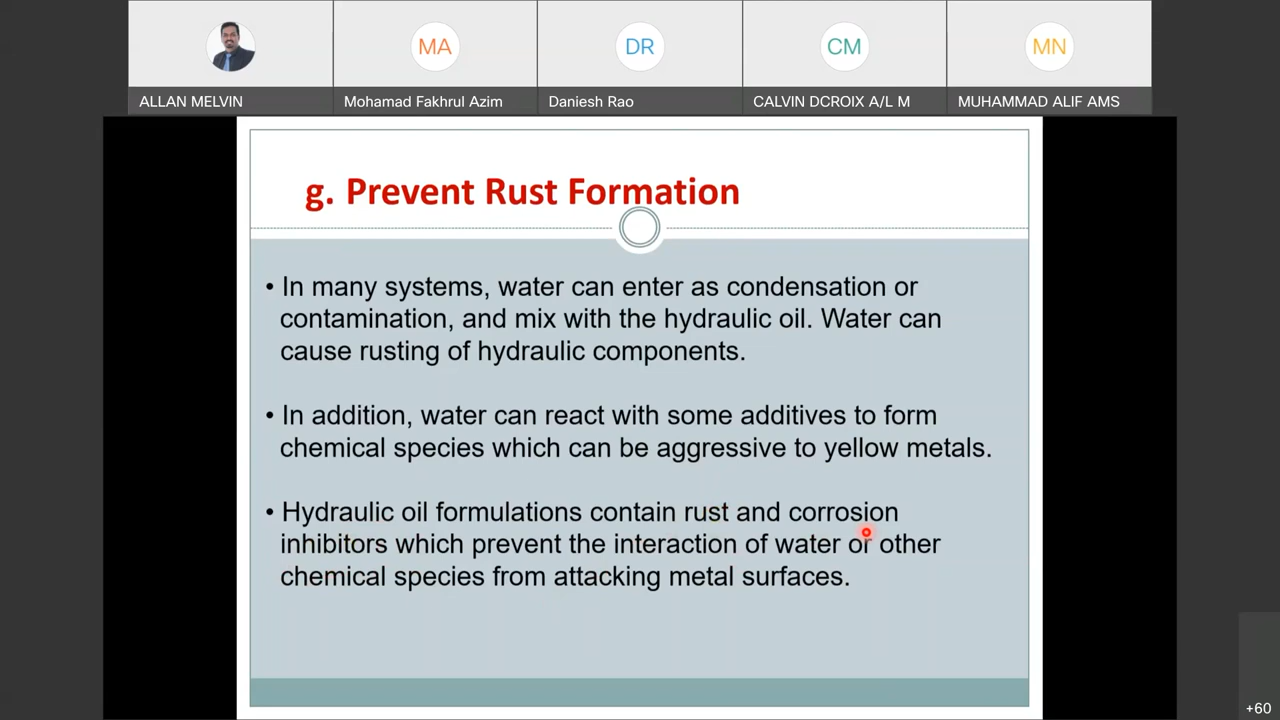 MA
DR
CM
MN
ALLAN MELVIN
Mohamad Fakhrul Azim
Daniesh Rao
CALVIN DCROIX A/L M
MUHAMMAD ALIF AMS
g. Prevent Rust Formation
• In many systems, water can enter as condensation or
contamination, and mix with the hydraulic oil. Water can
cause rusting of hydraulic components.
• In addition, water can react with some additives to form
chemical species which can be aggressive to yellow metals.
• Hydraulic oil formulations contain rust and corrosion
inhibitors which prevent the interaction of water or other
chemical species from attacking metal surfaces.
+60